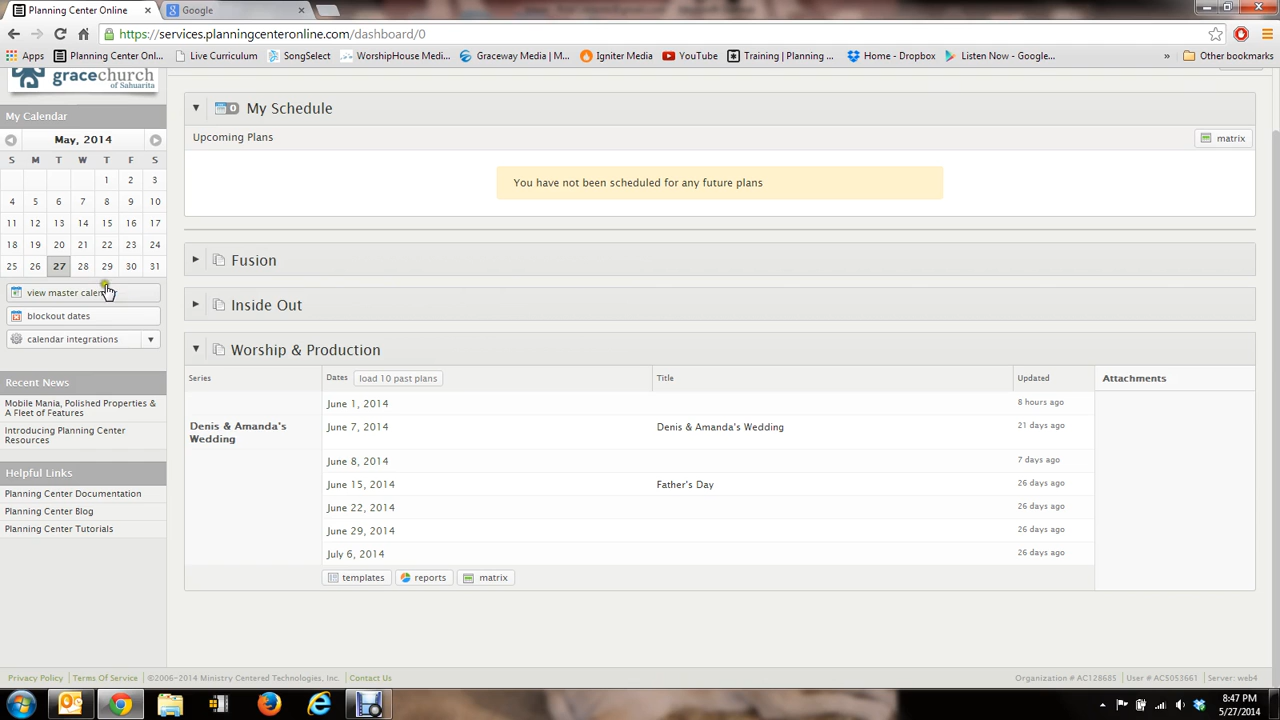 Planning Center Online
Google
https://services.planningcenteronline.com/dashboard/0
Apps
Planning Center Onl...
Live Curriculum
SongSelect
WorshipHouse Medi...
Graceway Media | M...
Igniter Media
YouTube
Training | Planning ...
Home - Dropbox
Listen Now - Google...
»
Other bookmarks
gracechurch
of Sahuarita
My Schedule
My Calendar
Upcoming Plans
matrix
May, 2014
S M T W T F S
1 2 3
4 5 6 7 8 9 10
11 12 13 14 15 16 17
18 19 20 21 22 23 24
25 26 27 28 29 30 31
You have not been scheduled for any future plans
Fusion
view master
blockout dates
calendar integrations
Inside Out
Worship & Production
Series
Dates
load 10 past plans
Title
Updated
Attachments
June 1, 2014
8 hours ago
Denis & Amanda's
Wedding
June 7, 2014
Denis & Amanda's Wedding
21 days ago
June 8, 2014
7 days ago
June 15, 2014
Father's Day
26 days ago
June 22, 2014
26 days ago
June 29, 2014
26 days ago
July 6, 2014
26 days ago
templates
reports
matrix
Recent News
Mobile Mania, Polished Properties &
A Fleet of Features
Introducing Planning Center
Resources
Helpful Links
Planning Center Documentation
Planning Center Blog
Planning Center Tutorials
Privacy Policy | Terms Of Service | ©2006-2014 Ministry Centered Technologies, Inc. | Contact Us
Organization # AC128685 | User # AC5053661 | Server: web4
8:47 PM
5/27/2014